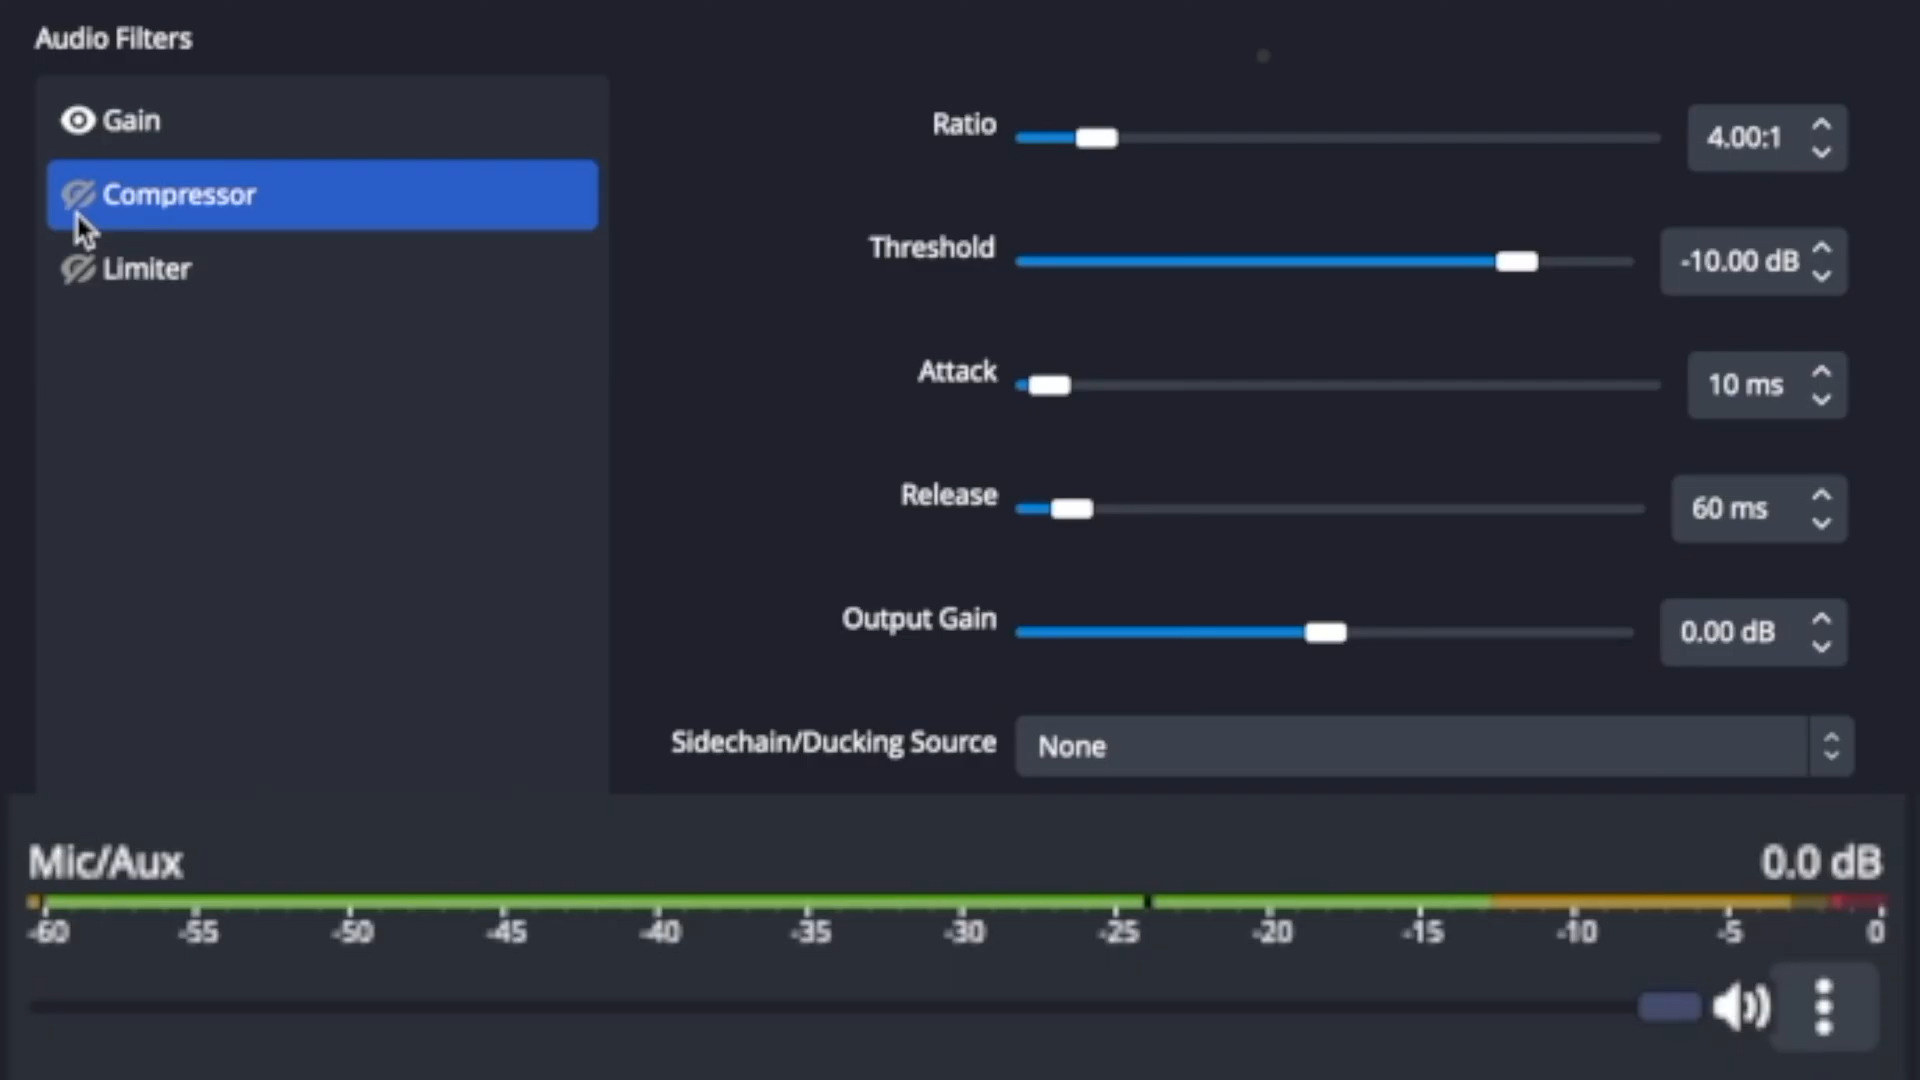 Audio Filters
Gain
Compressor
Limiter
Ratio 4.00:1
Threshold -10.00 dB
Attack 10 ms
Release 60 ms
Output Gain 0.00 dB
Sidechain/Ducking Source None
Mic/Aux 0.0 dB
-60 -55 -50 -45 -40 -35 -30 -25 -20 -15 -10 -5 0